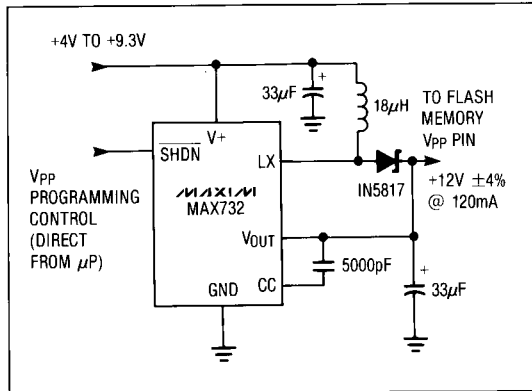 +4V TO +9.3V
33µF
+
18µH
TO FLASH
MEMORY
VPP PIN
V+
SHDN
LX
IN5817
+12V ±4%
@ 120mA
VPP
PROGRAMMING
CONTROL
(DIRECT
FROM µP)
MAXIM
MAX732
VOUT
5000pF
CC
GND
+
33µF